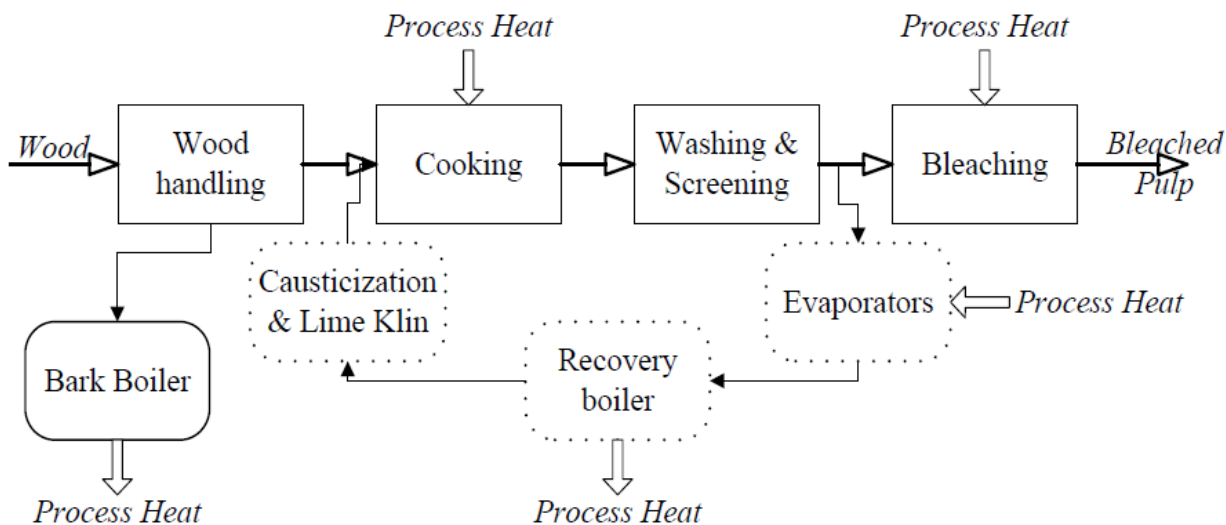 Process Heat
Process Heat
Wood
Wood
handling
Cooking
Washing &
Screening
Bleaching
Bleached
Pulp
Causticization
& Lime Klin
Evaporators
Process Heat
Bark Boiler
Recovery
boiler
Process Heat
Process Heat